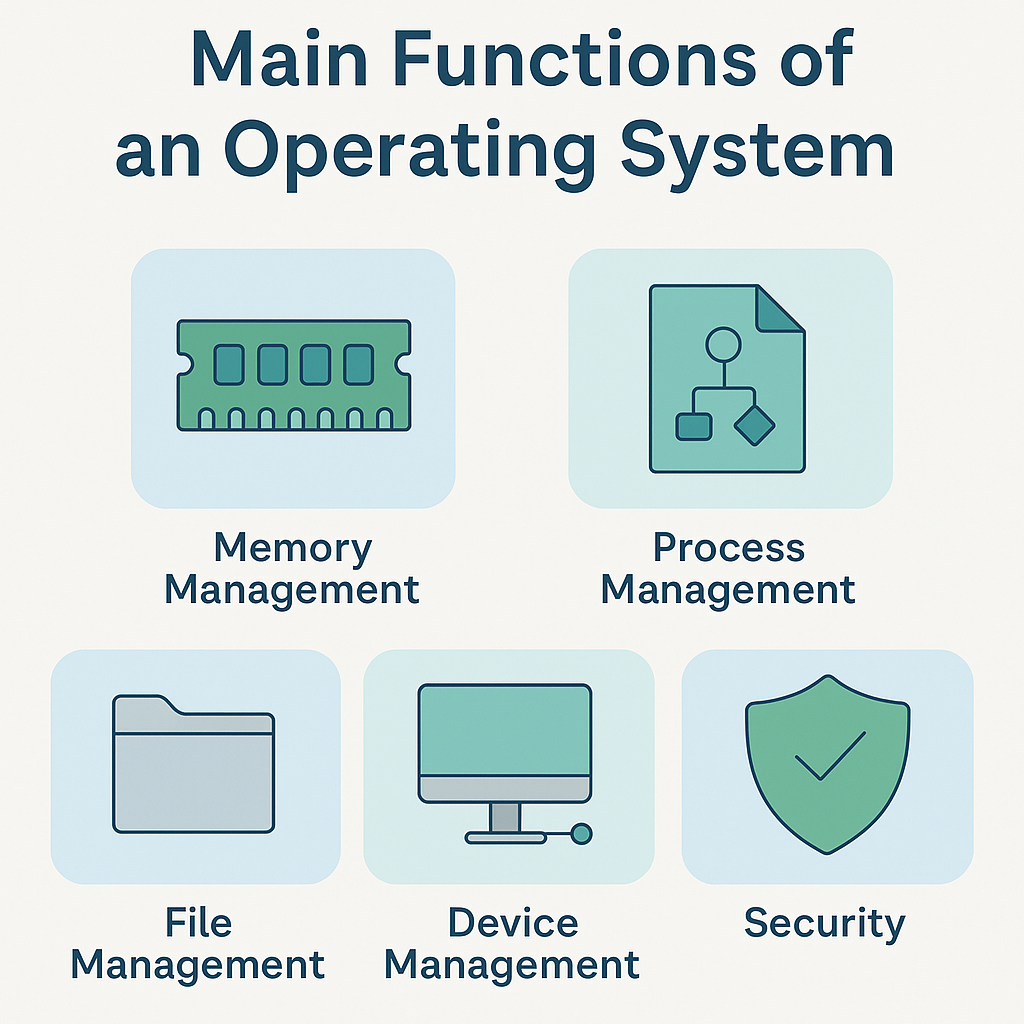 Main Functions of
an Operating System
Memory
Management
Process
Management
File
Management
Device
Management
Security